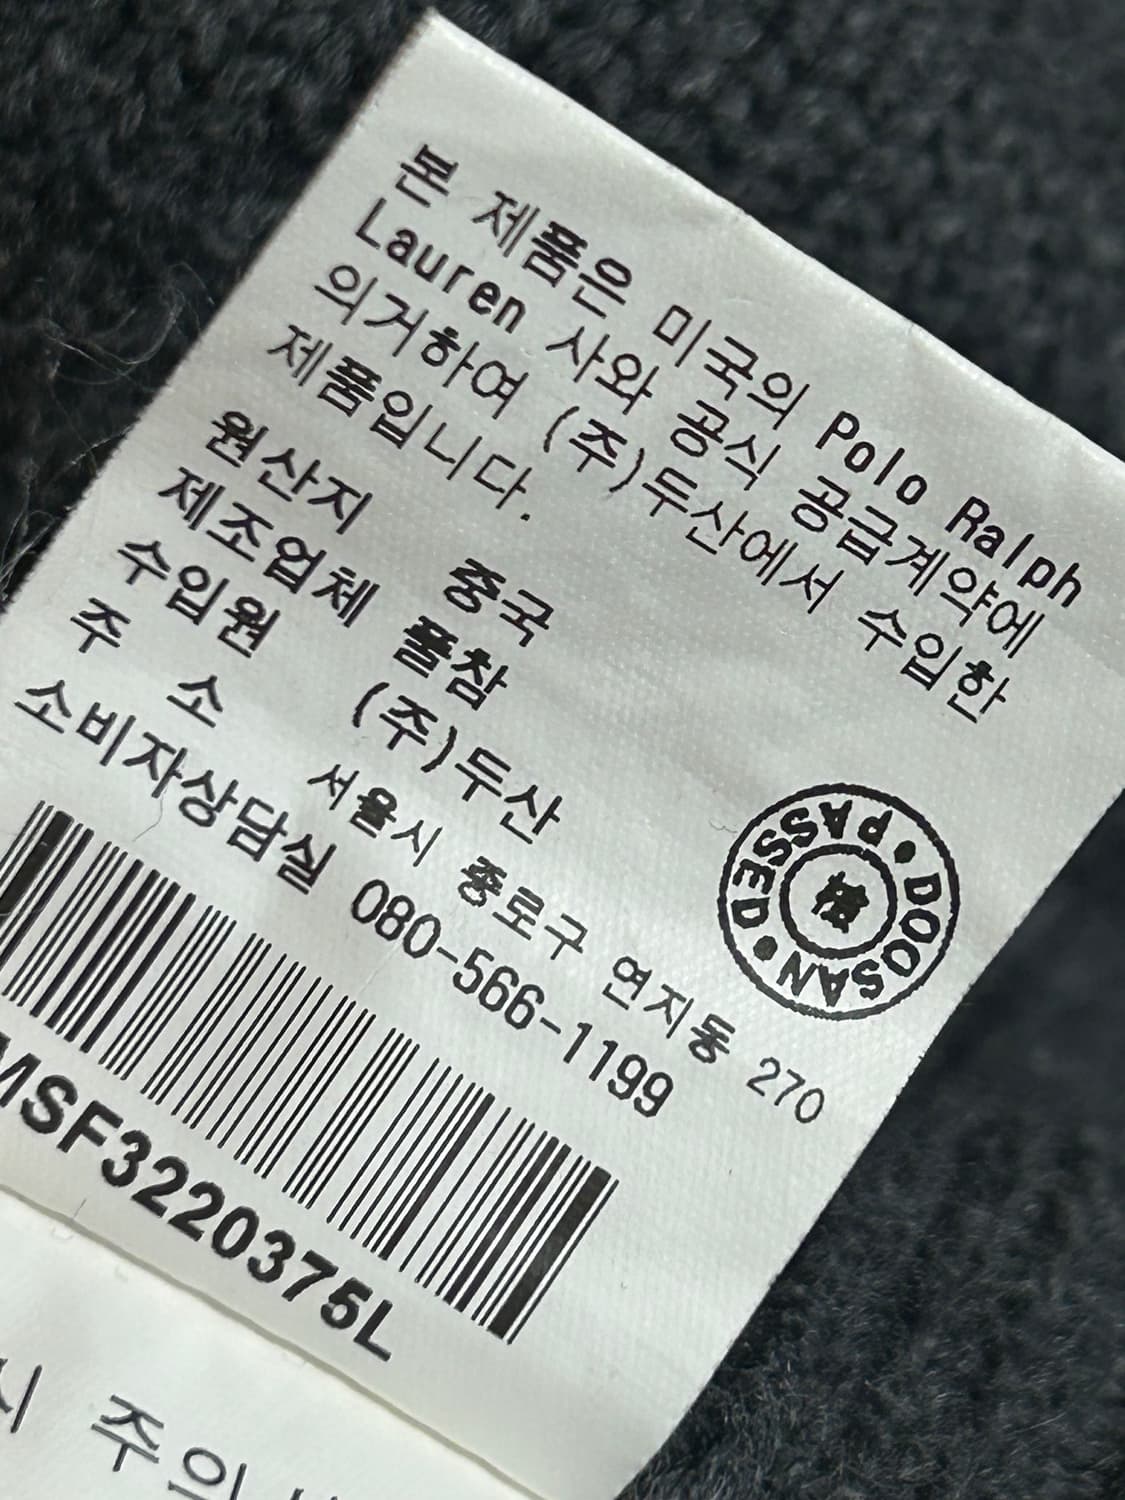 본 제품은 미국의 Polo Ralph
Lauren 사와 공식 공급계약에
의거하여 (주)두산에서 수입한
제품입니다.
원산지 중국
제조업체 폴참
수입원 (주)두산
주 소 서울시 종로구 연지동 270
소비자상담실 080-566-1199
DOOSAN • PASSED •
MSF3220375L
시 주의